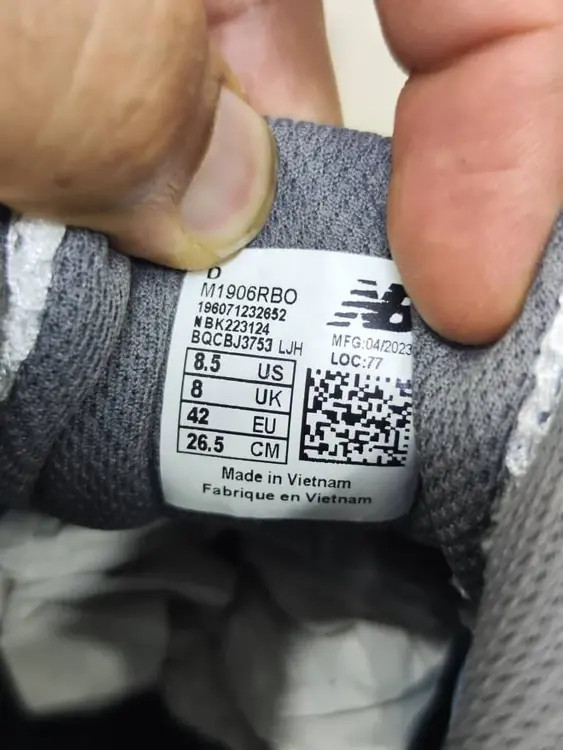 D
M1906RBO
196071232652
NBK223124
BQCBJ3753 LJH
NB
MFG:04/2023
LOC:77
8.5 US
8 UK
42 EU
26.5 CM
Made in Vietnam
Fabrique en Vietnam